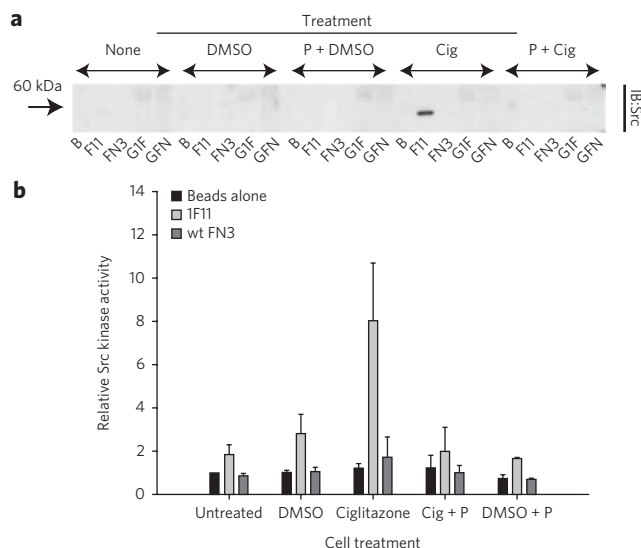 a
Treatment
None DMSO P + DMSO Cig P + Cig
60 kDa
IB:Src
B F11 FN3 G1F GFN B F11 FN3 G1F GFN B F11 FN3 G1F GFN B F11 FN3 G1F GFN B F11 FN3 G1F GFN
b
14
12
10
8
6
4
2
0
Relative Src kinase activity
Beads alone
1F11
wt FN3
Untreated DMSO Ciglitazone Cig + P DMSO + P
Cell treatment